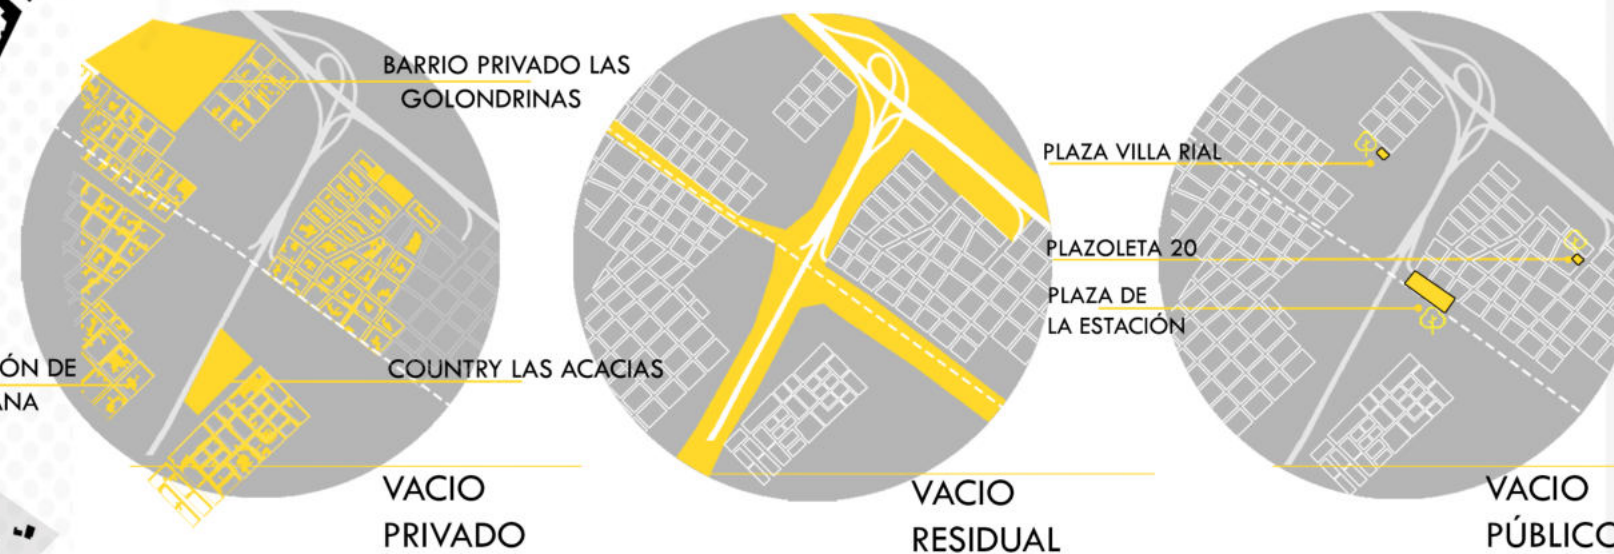 BARRIO PRIVADO LAS
GOLONDRINAS
ÓN DE
ANA
COUNTRY LAS ACACIAS
VACIO
PRIVADO
VACIO
RESIDUAL
PLAZA VILLA RIAL
PLAZOLETA 20
PLAZA DE
LA ESTACIÓN
VACIO
PÚBLICO